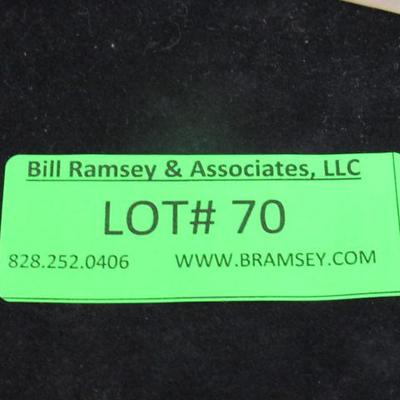 Bill Ramsey & Associates, LLC
LOT# 70
828.252.0406 WWW.BRAMSEY.COM